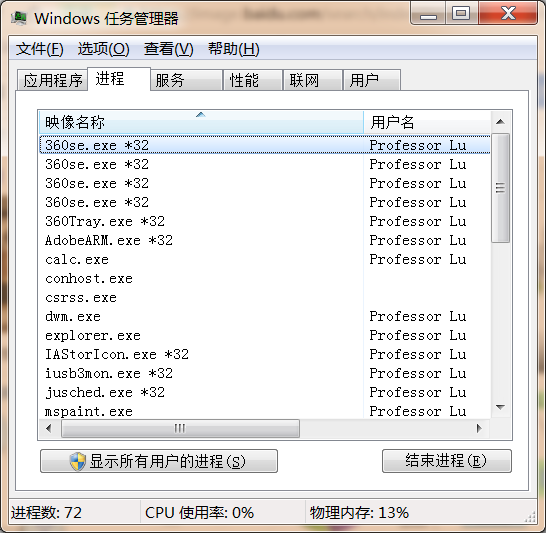 Windows 任务管理器
文件(F) 选项(O) 查看(V) 帮助(H)
应用程序 进程 服务 性能 联网 用户
映像名称 用户名
360se.exe *32 Professor Lu
360se.exe *32 Professor Lu
360se.exe *32 Professor Lu
360se.exe *32 Professor Lu
360Tray.exe *32 Professor Lu
AdobeARM.exe *32 Professor Lu
calc.exe Professor Lu
conhost.exe
csrss.exe
dwm.exe Professor Lu
explorer.exe Professor Lu
IAStorIcon.exe *32 Professor Lu
iusb3mon.exe *32 Professor Lu
jusched.exe *32 Professor Lu
mspaint.exe Professor Lu
显示所有用户的进程(S) 结束进程(E)
进程数: 72 CPU 使用率: 0% 物理内存: 13%